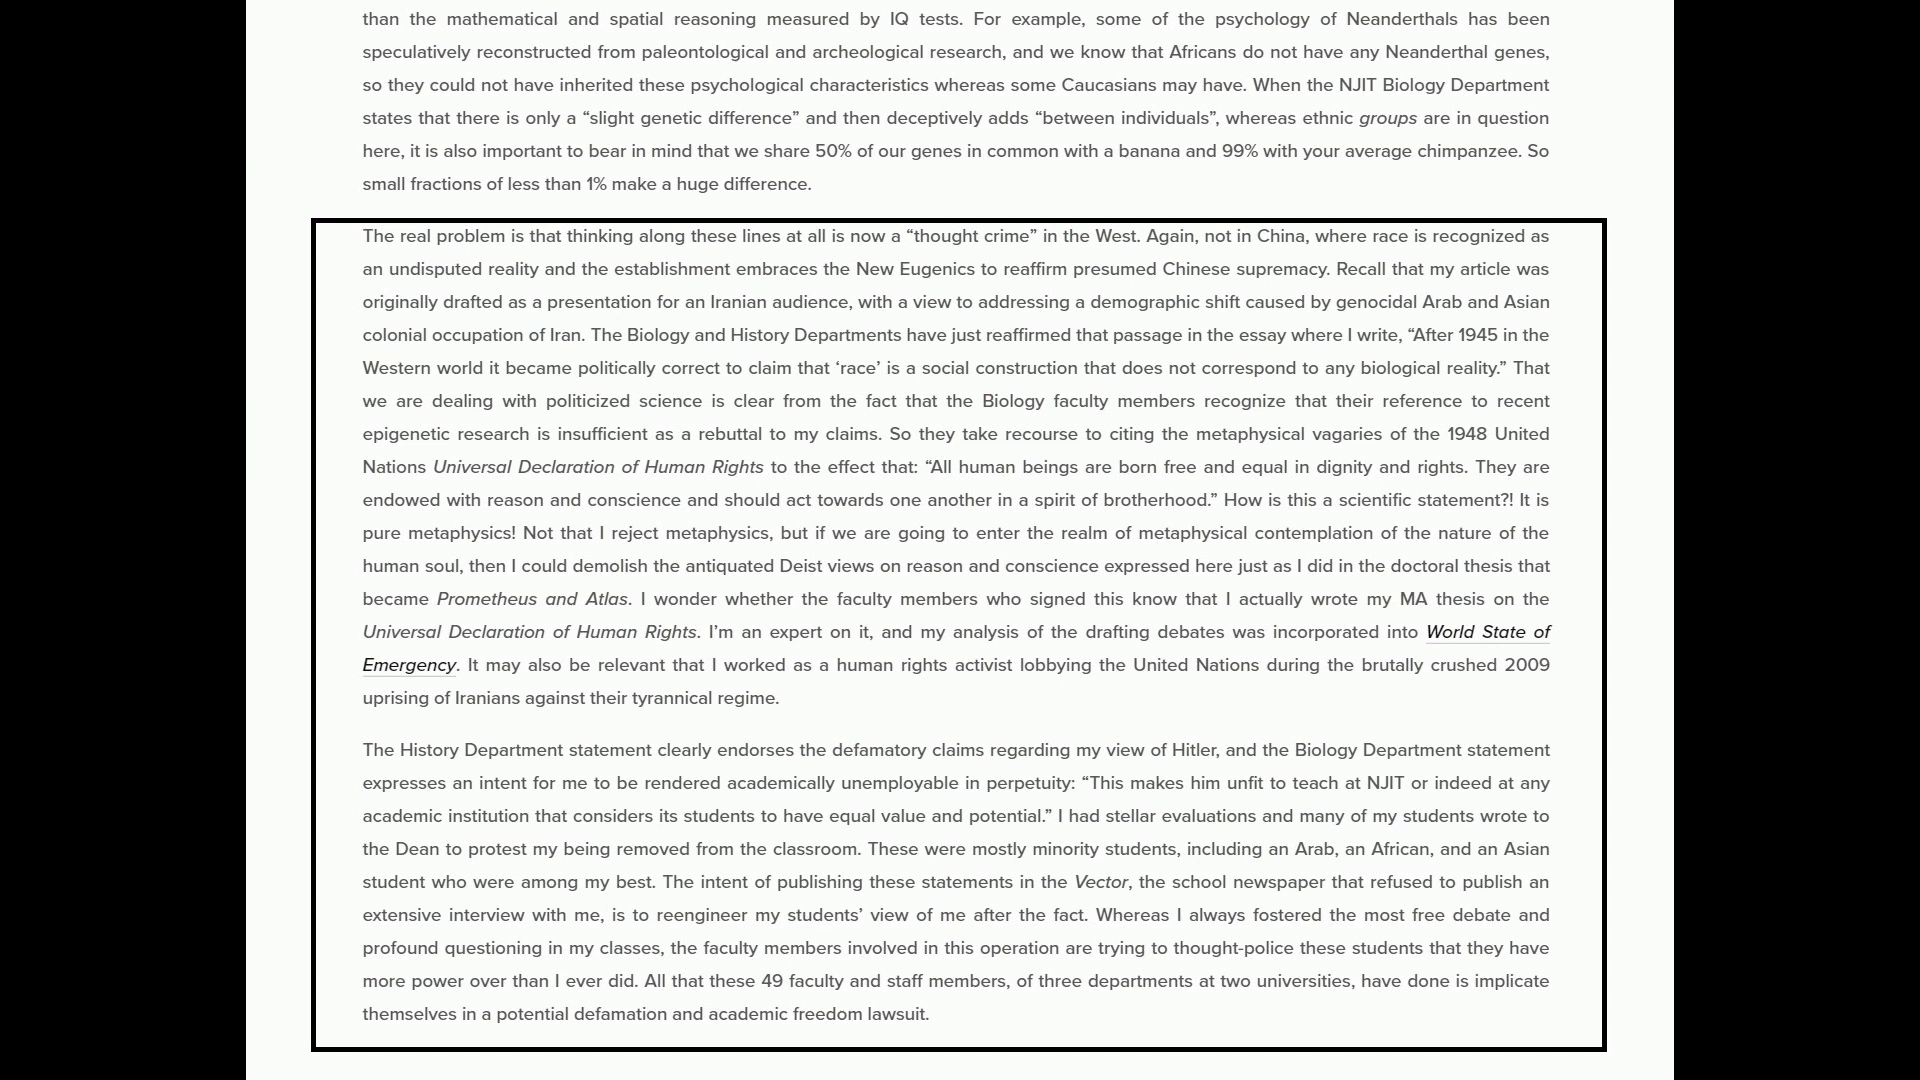 than the mathematical and spatial reasoning measured by IQ tests. For example, some of the psychology of Neanderthals has been
speculatively reconstructed from paleontological and archeological research, and we know that Africans do not have any Neanderthal genes,
so they could not have inherited these psychological characteristics whereas some Caucasians may have. When the NJIT Biology Department
states that there is only a “slight genetic difference” and then deceptively adds “between individuals”, whereas ethnic groups are in question
here, it is also important to bear in mind that we share 50% of our genes in common with a banana and 99% with your average chimpanzee. So
small fractions of less than 1% make a huge difference.
The real problem is that thinking along these lines at all is now a “thought crime” in the West. Again, not in China, where race is recognized as
an undisputed reality and the establishment embraces the New Eugenics to reaffirm presumed Chinese supremacy. Recall that my article was
originally drafted as a presentation for an Iranian audience, with a view to addressing a demographic shift caused by genocidal Arab and Asian
colonial occupation of Iran. The Biology and History Departments have just reaffirmed that passage in the essay where I write, “After 1945 in the
Western world it became politically correct to claim that ‘race’ is a social construction that does not correspond to any biological reality.” That
we are dealing with politicized science is clear from the fact that the Biology faculty members recognize that their reference to recent
epigenetic research is insufficient as a rebuttal to my claims. So they take recourse to citing the metaphysical vagaries of the 1948 United
Nations Universal Declaration of Human Rights to the effect that: “All human beings are born free and equal in dignity and rights. They are
endowed with reason and conscience and should act towards one another in a spirit of brotherhood.” How is this a scientific statement?! It is
pure metaphysics! Not that I reject metaphysics, but if we are going to enter the realm of metaphysical contemplation of the nature of the
human soul, then I could demolish the antiquated Deist views on reason and conscience expressed here just as I did in the doctoral thesis that
became Prometheus and Atlas. I wonder whether the faculty members who signed this know that I actually wrote my MA thesis on the
Universal Declaration of Human Rights. I’m an expert on it, and my analysis of the drafting debates was incorporated into World State of
Emergency. It may also be relevant that I worked as a human rights activist lobbying the United Nations during the brutally crushed 2009
uprising of Iranians against their tyrannical regime.
The History Department statement clearly endorses the defamatory claims regarding my view of Hitler, and the Biology Department statement
expresses an intent for me to be rendered academically unemployable in perpetuity: “This makes him unfit to teach at NJIT or indeed at any
academic institution that considers its students to have equal value and potential.” I had stellar evaluations and many of my students wrote to
the Dean to protest my being removed from the classroom. These were mostly minority students, including an Arab, an African, and an Asian
student who were among my best. The intent of publishing these statements in the Vector, the school newspaper that refused to publish an
extensive interview with me, is to reengineer my students’ view of me after the fact. Whereas I always fostered the most free debate and
profound questioning in my classes, the faculty members involved in this operation are trying to thought-police these students that they have
more power over than I ever did. All that these 49 faculty and staff members, of three departments at two universities, have done is implicate
themselves in a potential defamation and academic freedom lawsuit.